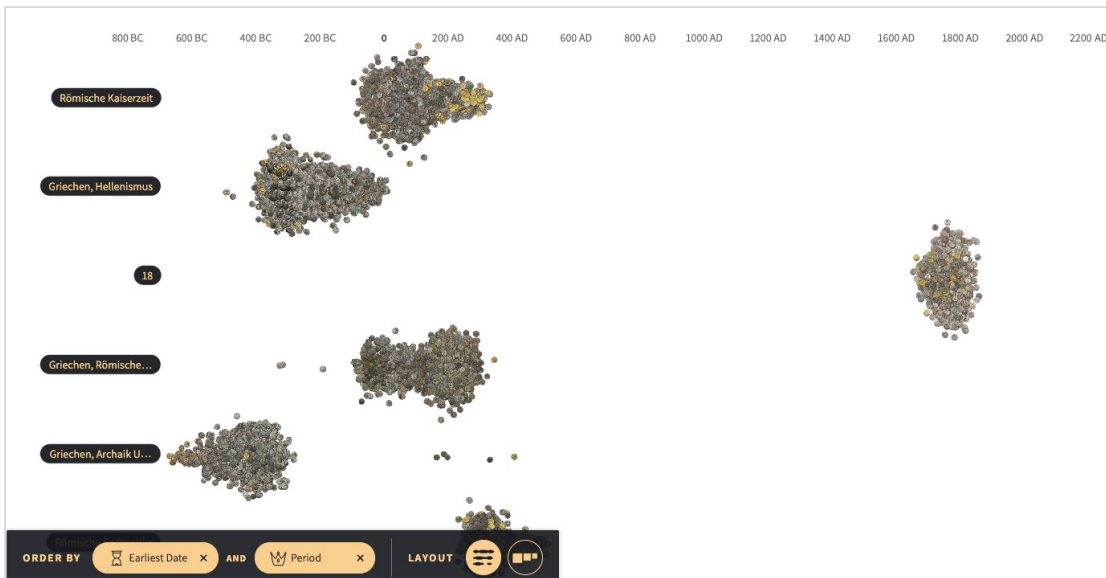 800 BC 600 BC 400 BC 200 BC 0 200 AD 400 AD 600 AD 800 AD 1000 AD 1200 AD 1400 AD 1600 AD 1800 AD 2000 AD 2200 AD
Römische Kaiserzeit
Griechen, Hellenismus
18
Griechen, Römische...
Griechen, Archaik U...
ORDER BY Earliest Date × AND Period × LAYOUT